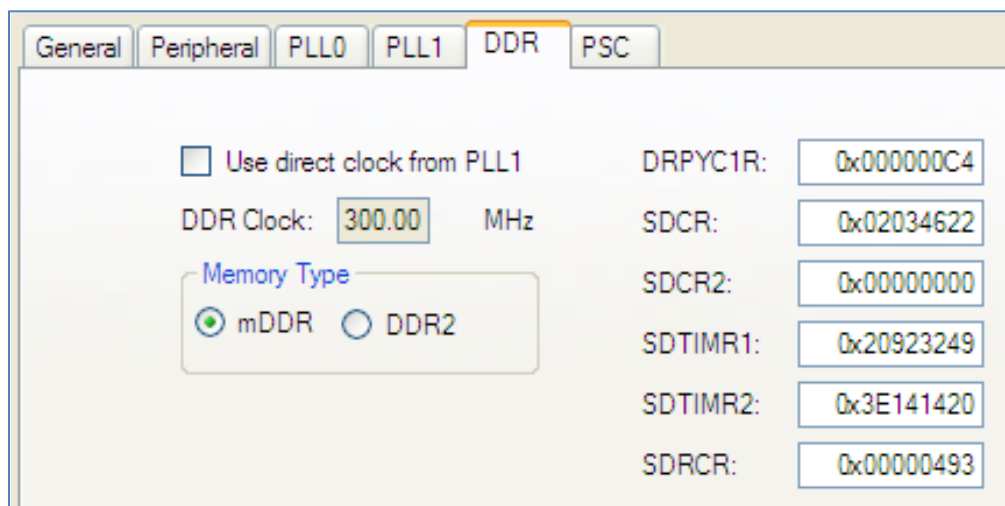 General Peripheral PLL0 PLL1 DDR PSC
Use direct clock from PLL1
DDR Clock: 300.00 MHz
Memory Type
mDDR DDR2
DRPYC1R: 0x000000C4
SDCR: 0x02034622
SDCR2: 0x00000000
SDTIMR1: 0x20923249
SDTIMR2: 0x3E141420
SDRCR: 0x00000493